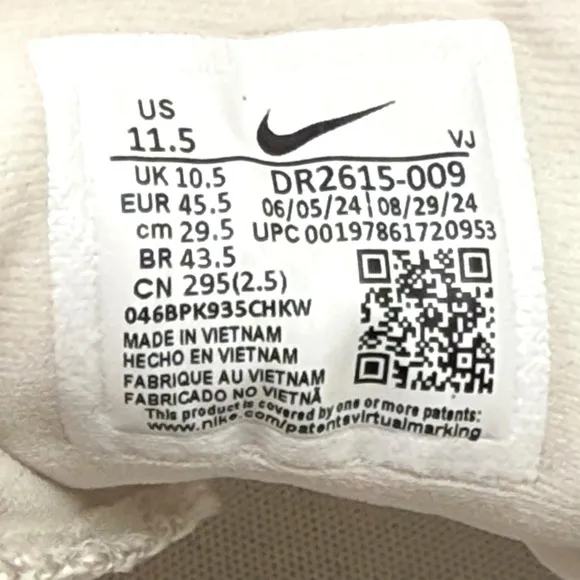 US
11.5
VJ
UK 10.5
DR2615-009
EUR 45.5
06/05/24|08/29/24
cm 29.5
UPC 00197861720953
BR 43.5
CN 295(2.5)
046BPK935CHKW
MADE IN VIETNAM
HECHO EN VIETNAM
FABRIQUE AU VIETNAM
FABRICADO NO VIETNÃ
This product is covered by one or more patents:
www.nike.com/patentsvirtualmarking